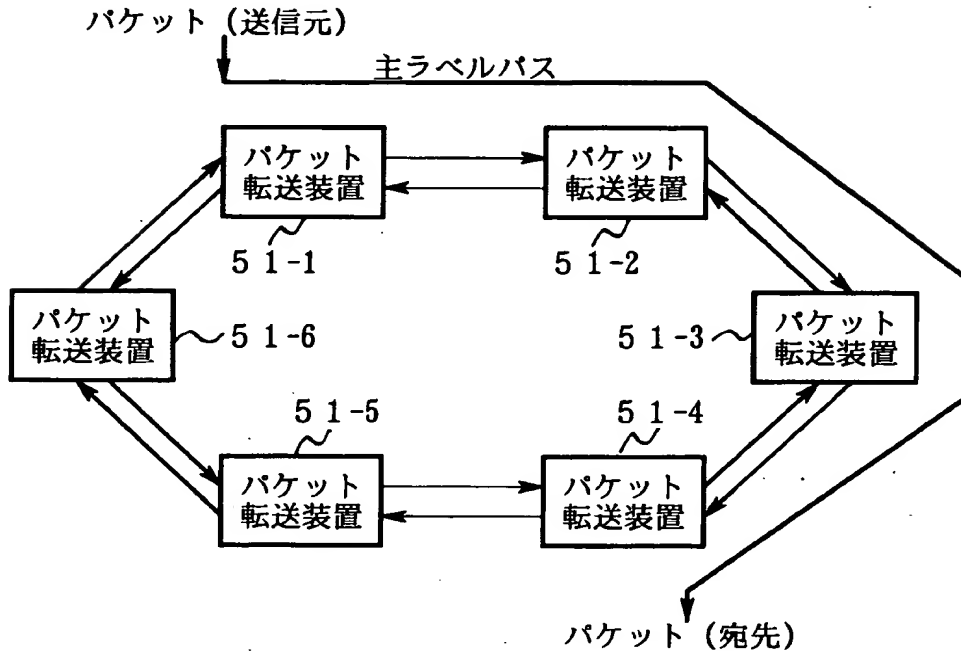 パケット (送信元)
主ラベルパス
パケット
転送装置
51-1
パケット
転送装置
51-2
パケット
転送装置
51-6
51-3
パケット
転送装置
51-5
51-4
パケット
転送装置
パケット
転送装置
パケット (宛先)